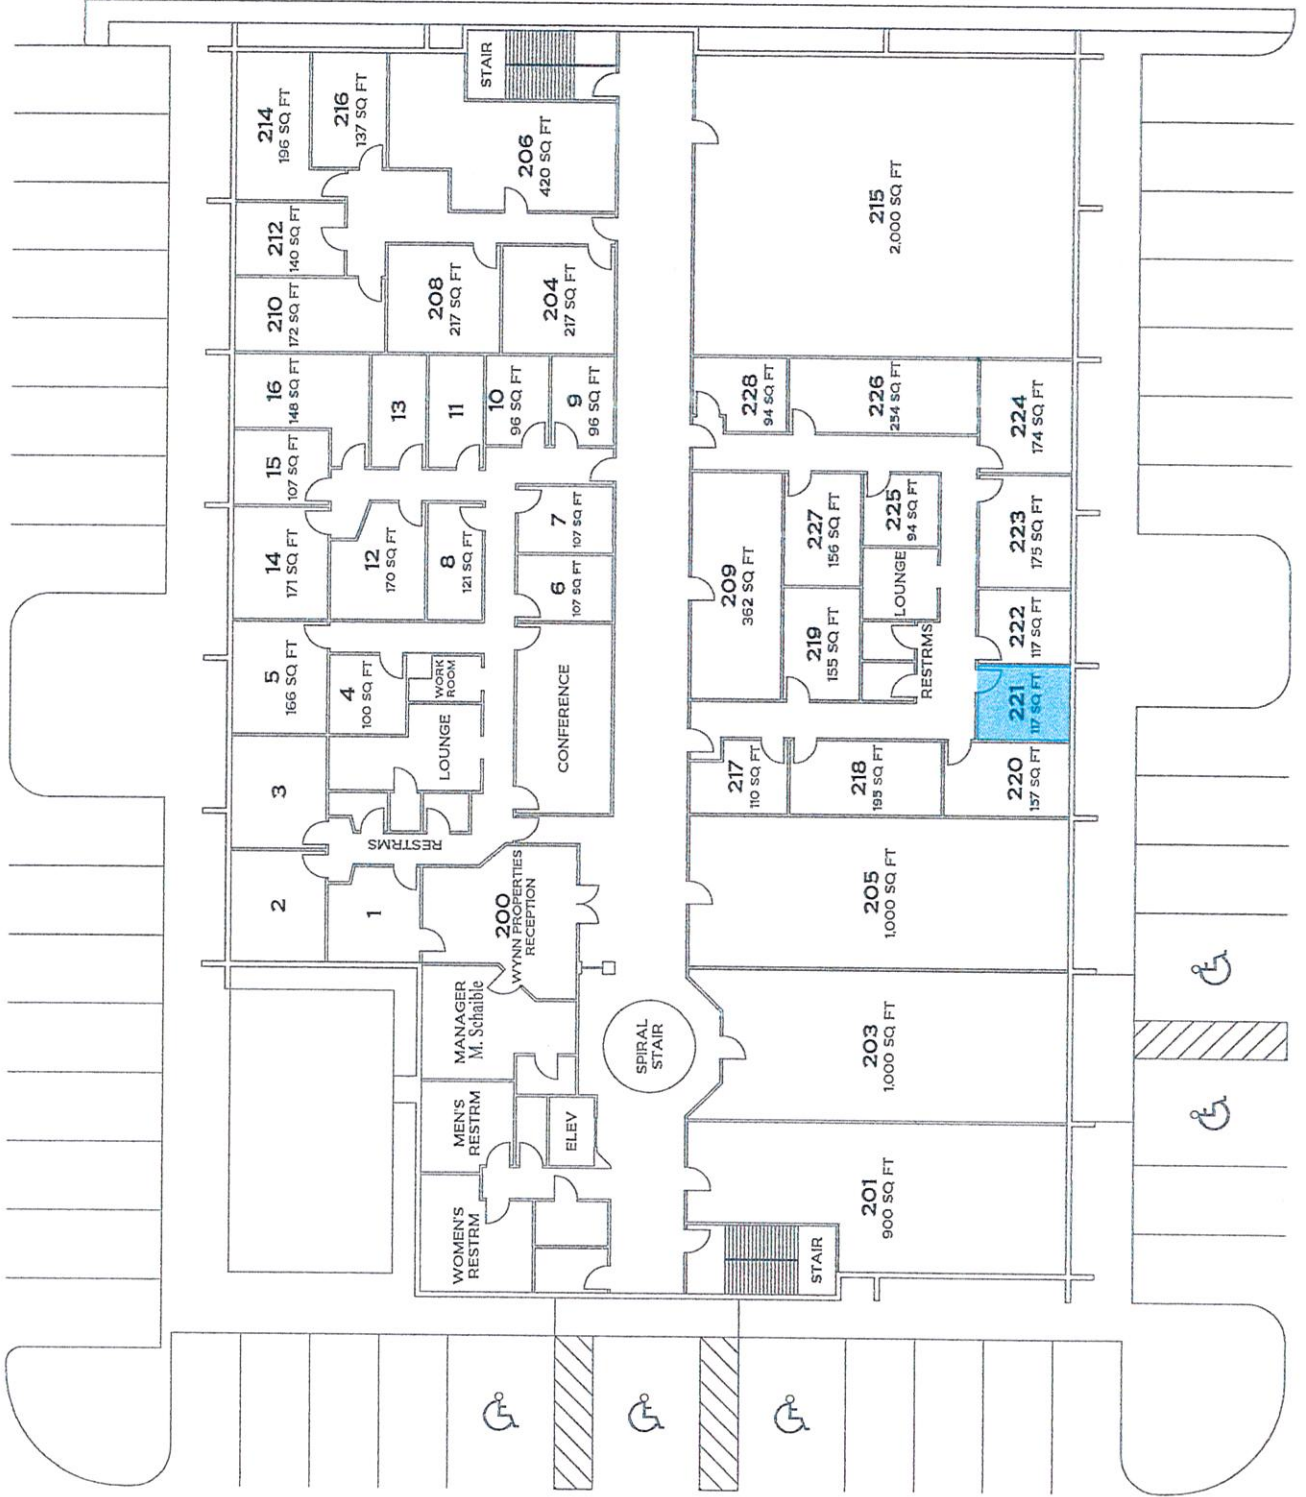 2
3
5
166 SQ FT
14
171 SQ FT
15
107 SQ FT
16
148 SQ FT
210
172 SQ FT
212
140 SQ FT
214
196 SQ FT
1
RESTRMS
4
100 SQ FT
12
170 SQ FT
13
216
137 SQ FT
WOMEN'S
RESTRM
MEN'S
RESTRM
MANAGER
M. Schaible
200
WYNN PROPERTIES
RECEPTION
LOUNGE
WORK
ROOM
8
121 SQ FT
11
208
217 SQ FT
STAIR
ELEV
CONFERENCE
6
107 SQ FT
7
107 SQ FT
10
96 SQ FT
9
96 SQ FT
204
217 SQ FT
206
420 SQ FT
SPIRAL
STAIR
217
110 SQ FT
209
362 SQ FT
228
94 SQ FT
STAIR
201
900 SQ FT
203
1,000 SQ FT
205
1,000 SQ FT
218
195 SQ FT
219
155 SQ FT
227
156 SQ FT
226
254 SQ FT
215
2,000 SQ FT
RESTRMS
LOUNGE
225
94 SQ FT
220
157 SQ FT
221
117 SQ FT
222
117 SQ FT
223
175 SQ FT
224
174 SQ FT